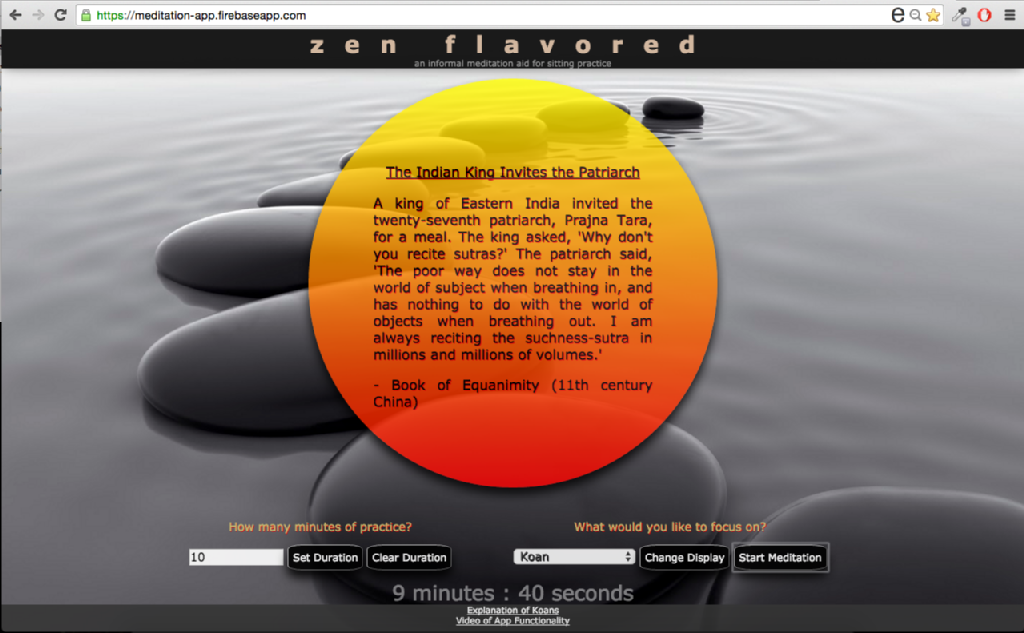 https://meditation-app.firebaseapp.com
zen flavored
an informal meditation aid for sitting practice
The Indian King Invites the Patriarch
A king of Eastern India invited the
twenty-seventh patriarch, Prajna Tara,
for a meal. The king asked, 'Why don't
you recite sutras?' The patriarch said,
'The poor way does not stay in the
world of subject when breathing in, and
has nothing to do with the world of
objects when breathing out. I am
always reciting the suchness-sutra in
millions and millions of volumes.'
- Book of Equanimity (11th century
China)
How many minutes of practice?
What would you like to focus on?
10
Set Duration
Clear Duration
Koan
Change Display
Start Meditation
9 minutes : 40 seconds
Explanation of Koans
Video of App Functionality